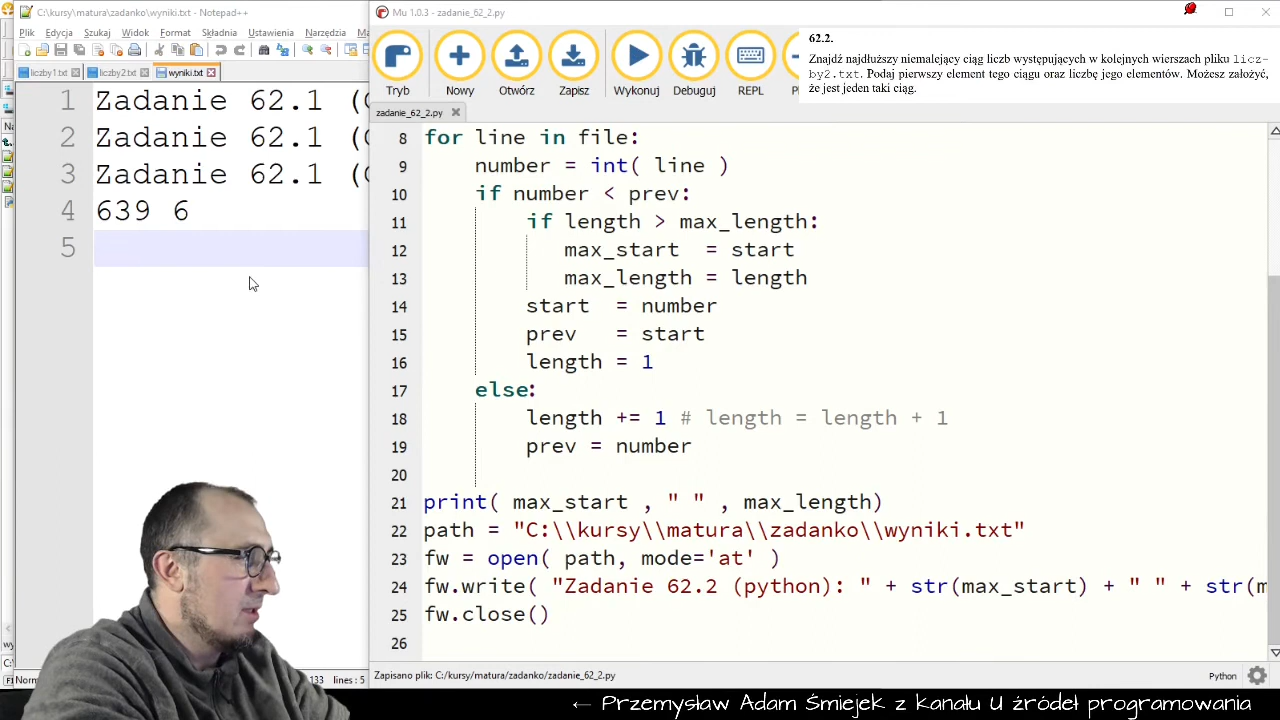 C:\kursy\matura\zadanko\wyniki.txt - Notepad++
Plik Edycja Szukaj Widok Format Składnia Ustawienia Narzędzia
liczby1.txt liczby2.txt wyniki.txt
1 Zadanie 62.1 (
2 Zadanie 62.1 (
3 Zadanie 62.1 (
4 639 6
5
133 lines : 5
Mu 1.0.3 - zadanie_62_2.py
Tryb Nowy Otwórz Zapisz Wykonuj Debuguj REPL
zadanie_62_2.py
8 for line in file:
9 number = int( line )
10 if number < prev:
11 if length > max_length:
12 max_start = start
13 max_length = length
14 start = number
15 prev = start
16 length = 1
17 else:
18 length += 1 # length = length + 1
19 prev = number
20
21 print( max_start , " " , max_length)
22 path = "C:\\kursy\\matura\\zadanko\\wyniki.txt"
23 fw = open( path, mode='at' )
24 fw.write( "Zadanie 62.2 (python): " + str(max_start) + " " + str(m
25 fw.close()
26
Zapisano plik: C:/kursy/matura/zadanko/zadanie_62_2.py
Python
62.2.
Znajdź najdłuższy niemalejący ciąg liczb występujących w kolejnych wierszach pliku licz-
by2.txt. Podaj pierwszy element tego ciągu oraz liczbę jego elementów. Możesz założyć,
że jest jeden taki ciąg.
← Przemysław Adam Śmiejek z kanału U źródeł programowania